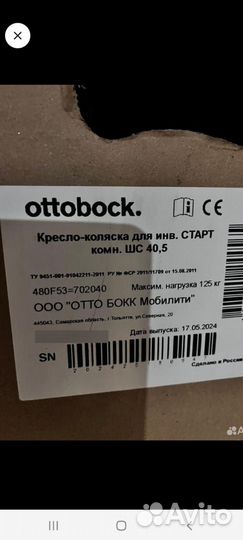 ottobock.
CE
Кресло-коляска для инв. СТАРТ
комн. ШС 40,5
ТУ 9451-001-91042211-2011 РУ № ФСР 2011/11709 от 15.08.2011
480F53=702040 Максим. нагрузка 125 кг
ООО "ОТТО БОКК Мобилити"
445043, Самарская область, г Тольятти, ул Северная, 20
Дата выпуска: 17.05.2024
SN
Avito